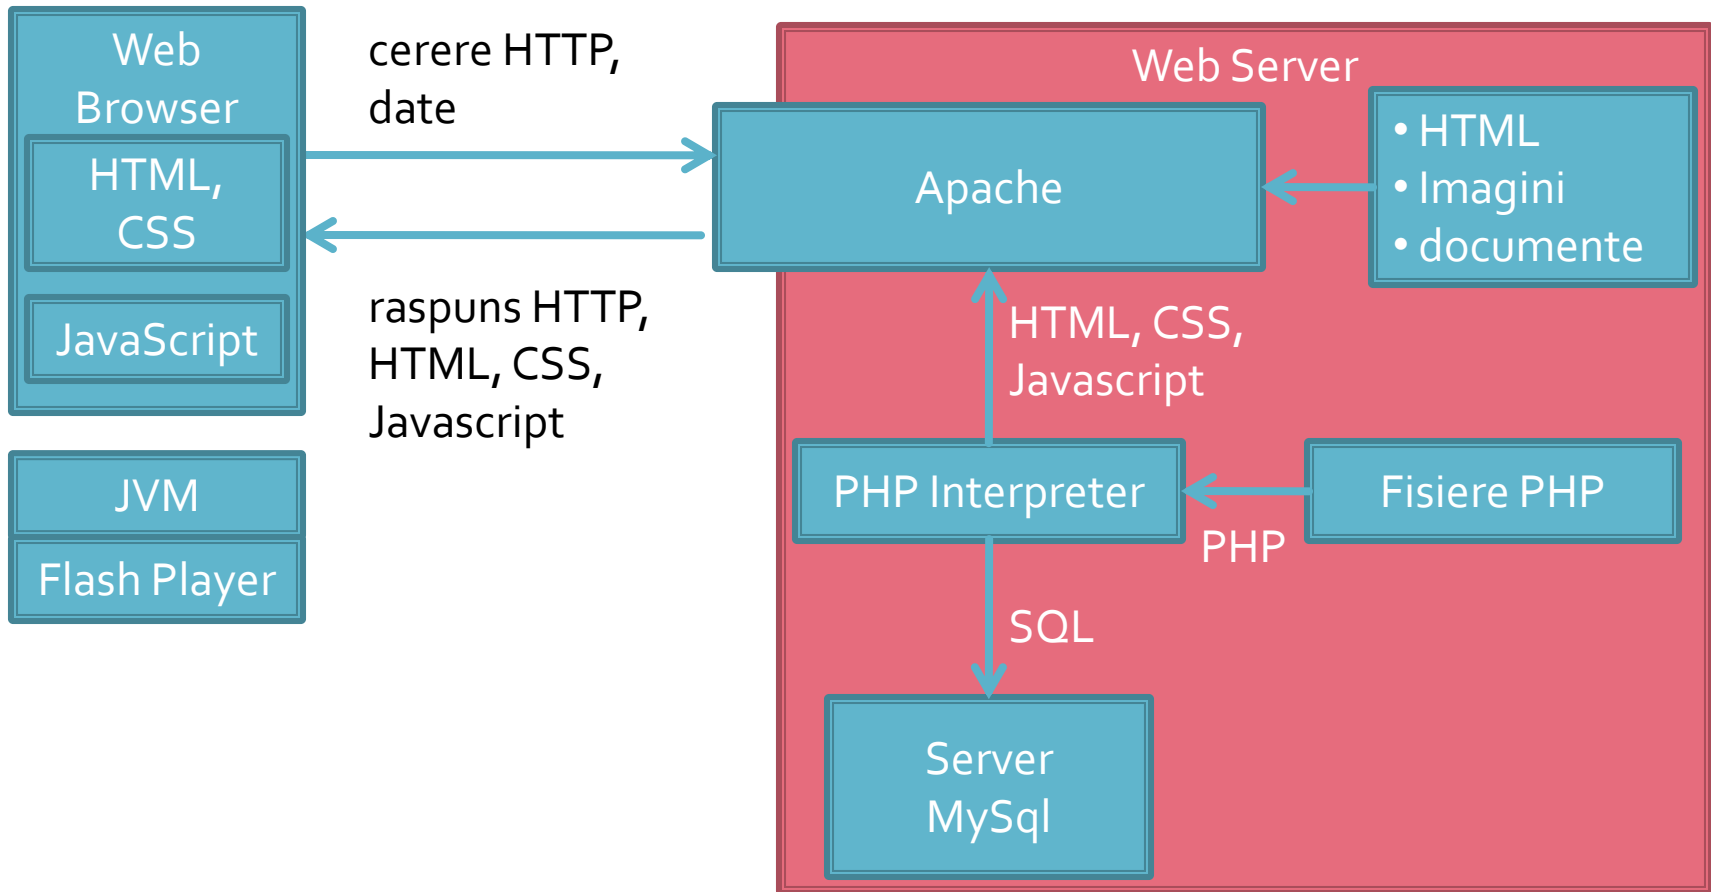 Web
Browser
HTML,
CSS
JavaScript
JVM
Flash Player
cerere HTTP,
date
raspuns HTTP,
HTML, CSS,
Javascript
Web Server
Apache
• HTML
• Imagini
• documente
HTML, CSS,
Javascript
PHP Interpreter
PHP
Fisiere PHP
SQL
Server
MySql